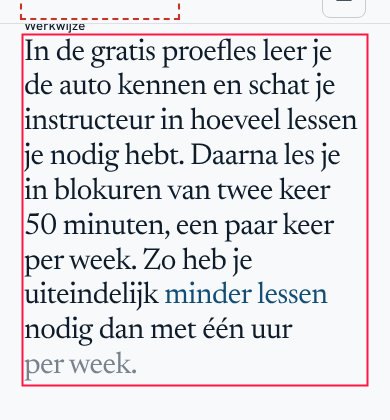 Werkwijze
In de gratis proefles leer je
de auto kennen en schat je
instructeur in hoeveel lessen
je nodig hebt. Daarna les je
in blokuren van twee keer
50 minuten, een paar keer
per week. Zo heb je
uiteindelijk minder lessen
nodig dan met één uur
per week.